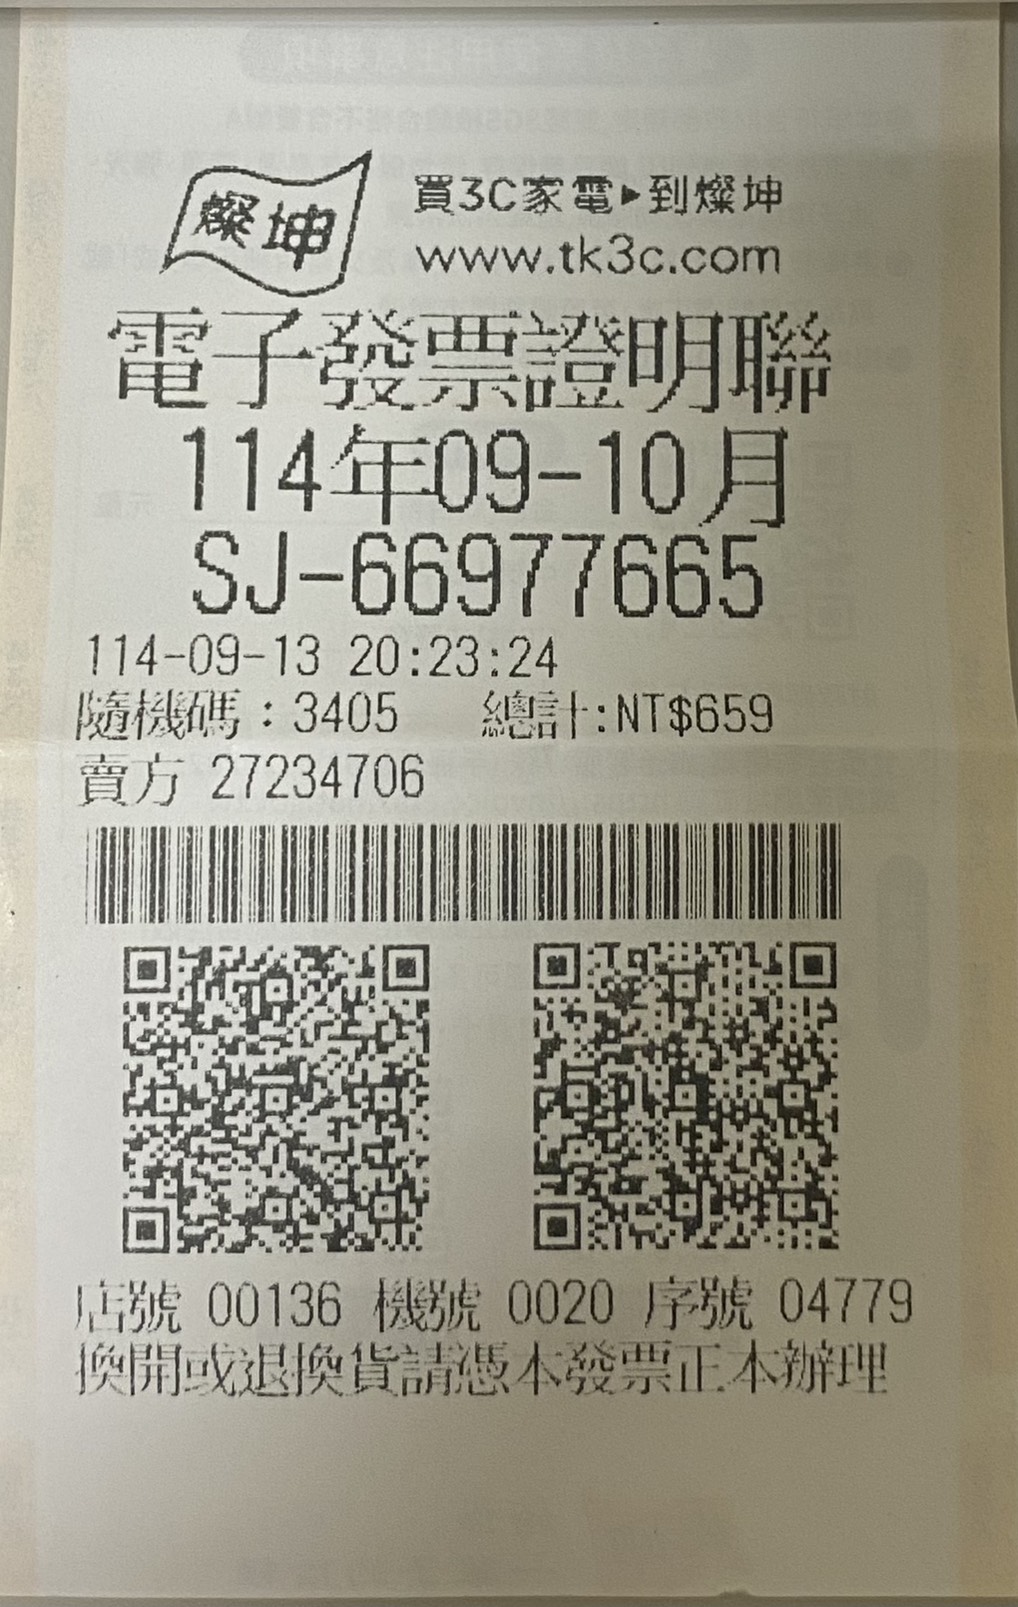 燦坤
買3C家電▸到燦坤
www.tk3c.com
電子發票證明聯
114年09-10月
SJ-66977665
114-09-13 20:23:24
隨機碼：3405 總計:NT$659
賣方 27234706
店號 00136 機號 0020 序號 04779
換開或退換貨請憑本發票正本辦理